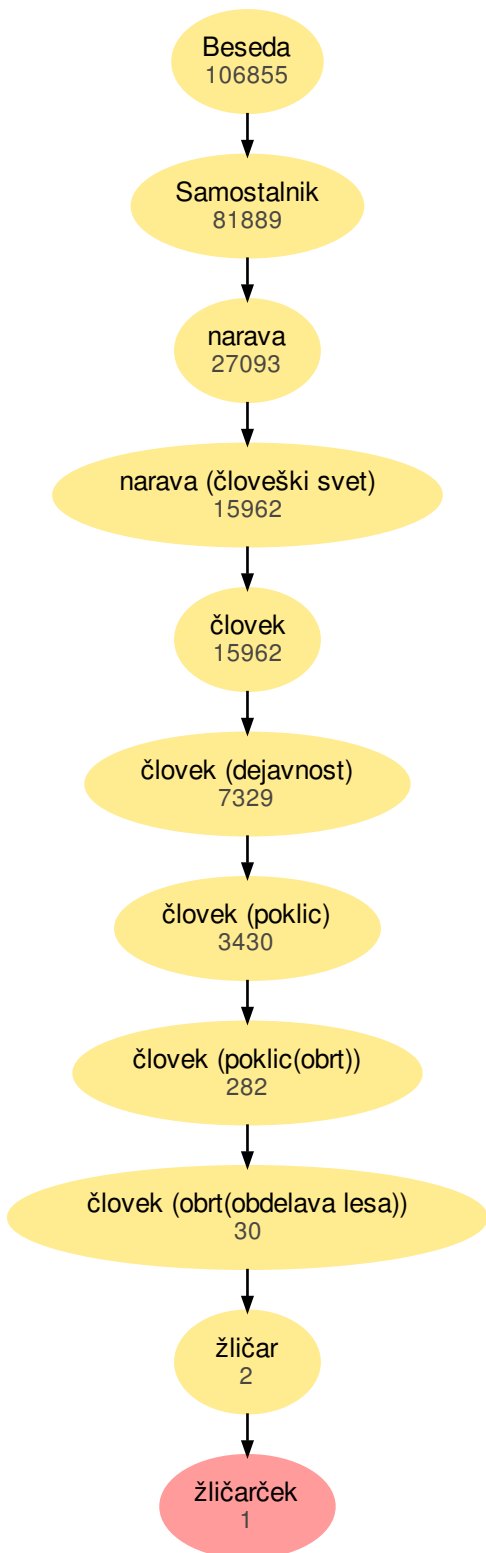 Beseda
106855
Samostalnik
81889
narava
27093
narava (človeški svet)
15962
človek
15962
človek (dejavnost)
7329
človek (poklic)
3430
človek (poklic(obrt))
282
človek (obrt(obdelava lesa))
30
žličar
2
žličarček
1